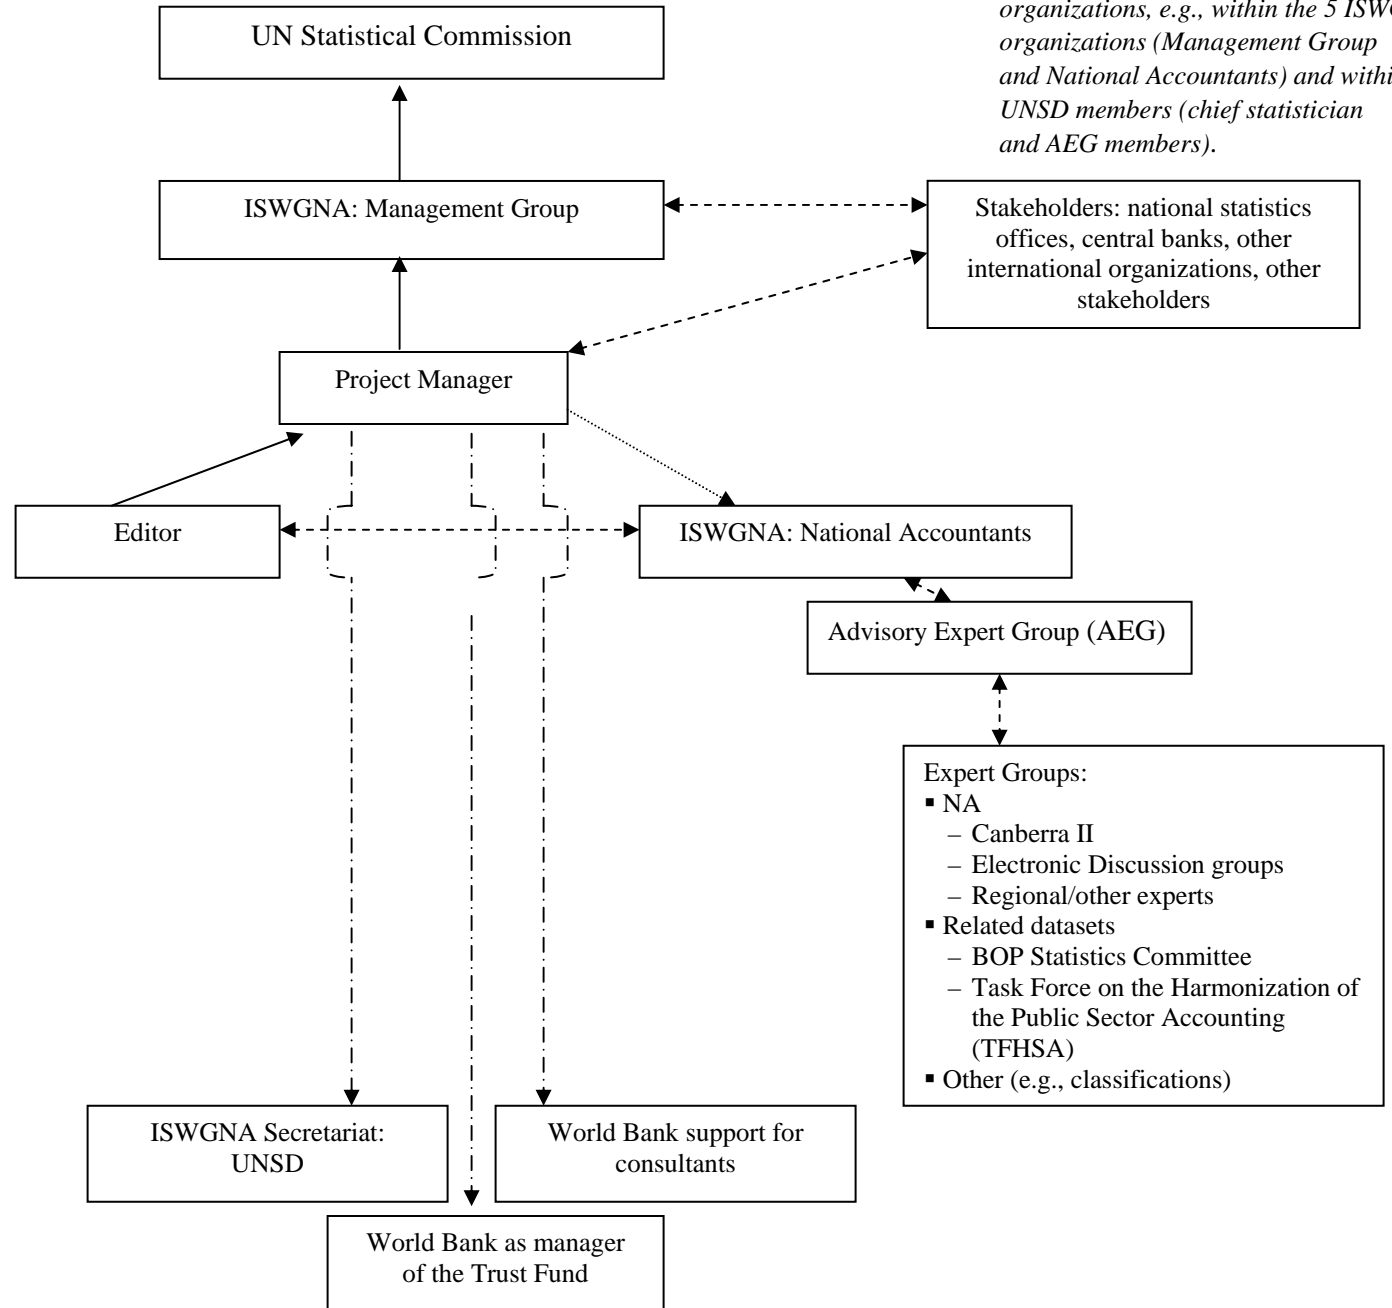 organizations, e.g., within the 5 ISWG
organizations (Management Group
and National Accountants) and withi
UNSD members (chief statistician
and AEG members).
UN Statistical Commission
ISWGNA: Management Group
Stakeholders: national statistics
offices, central banks, other
international organizations, other
stakeholders
Project Manager
Editor
ISWGNA: National Accountants
Advisory Expert Group (AEG)
Expert Groups:
▪ NA
– Canberra II
– Electronic Discussion groups
– Regional/other experts
▪ Related datasets
– BOP Statistics Committee
– Task Force on the Harmonization of
the Public Sector Accounting
(TFHSA)
▪ Other (e.g., classifications)
ISWGNA Secretariat:
UNSD
World Bank support for
consultants
World Bank as manager
of the Trust Fund